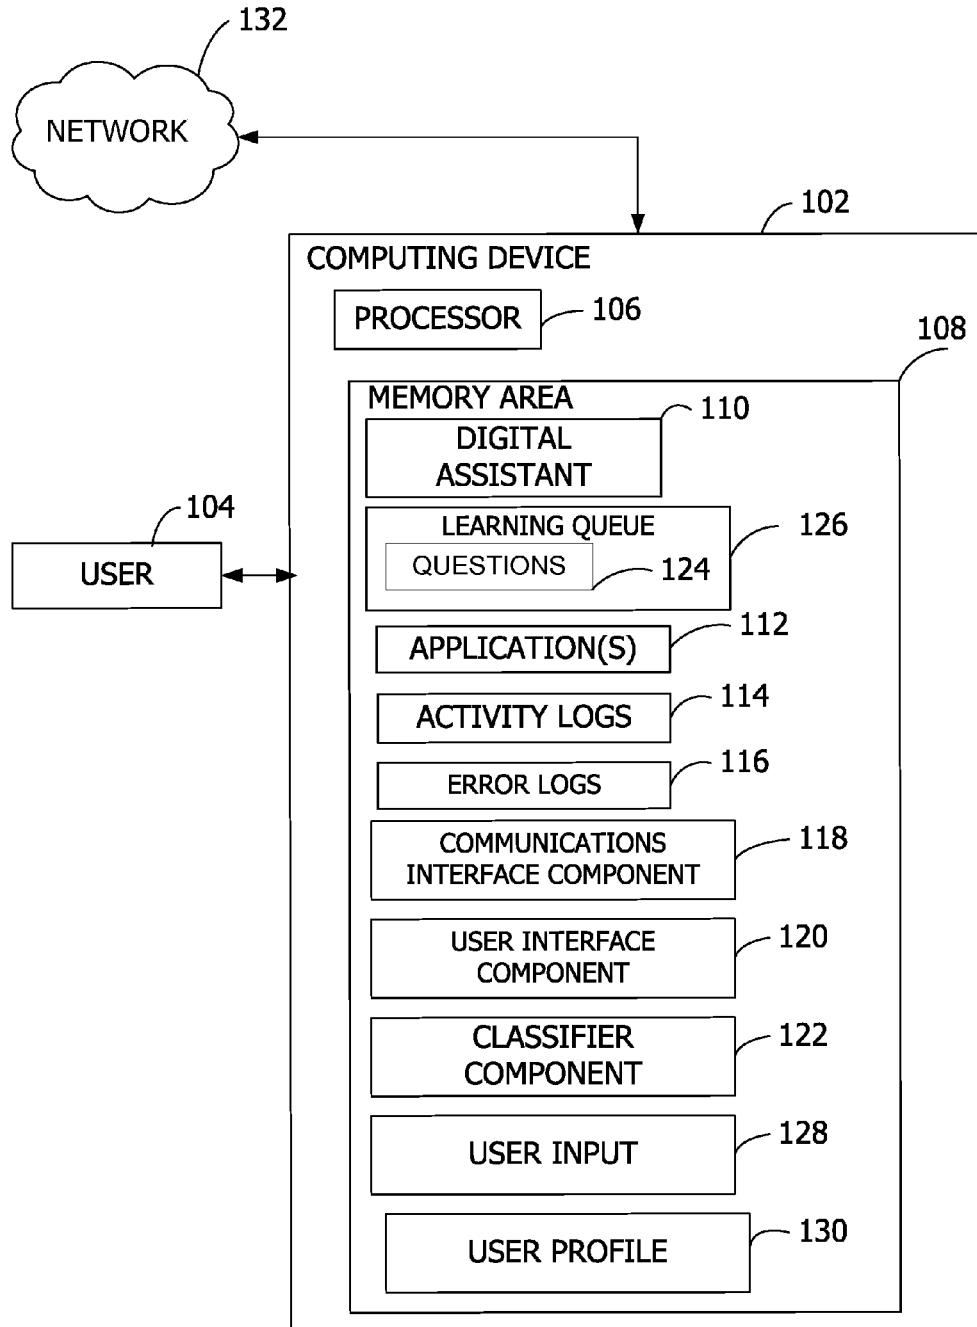 132
NETWORK
102
COMPUTING DEVICE
PROCESSOR
106
108
MEMORY AREA
110
DIGITAL
ASSISTANT
104
USER
LEARNING QUEUE
126
QUESTIONS
124
APPLICATION(S)
112
ACTIVITY LOGS
114
ERROR LOGS
116
COMMUNICATIONS
INTERFACE COMPONENT
118
USER INTERFACE
COMPONENT
120
CLASSIFIER
COMPONENT
122
USER INPUT
128
USER PROFILE
130